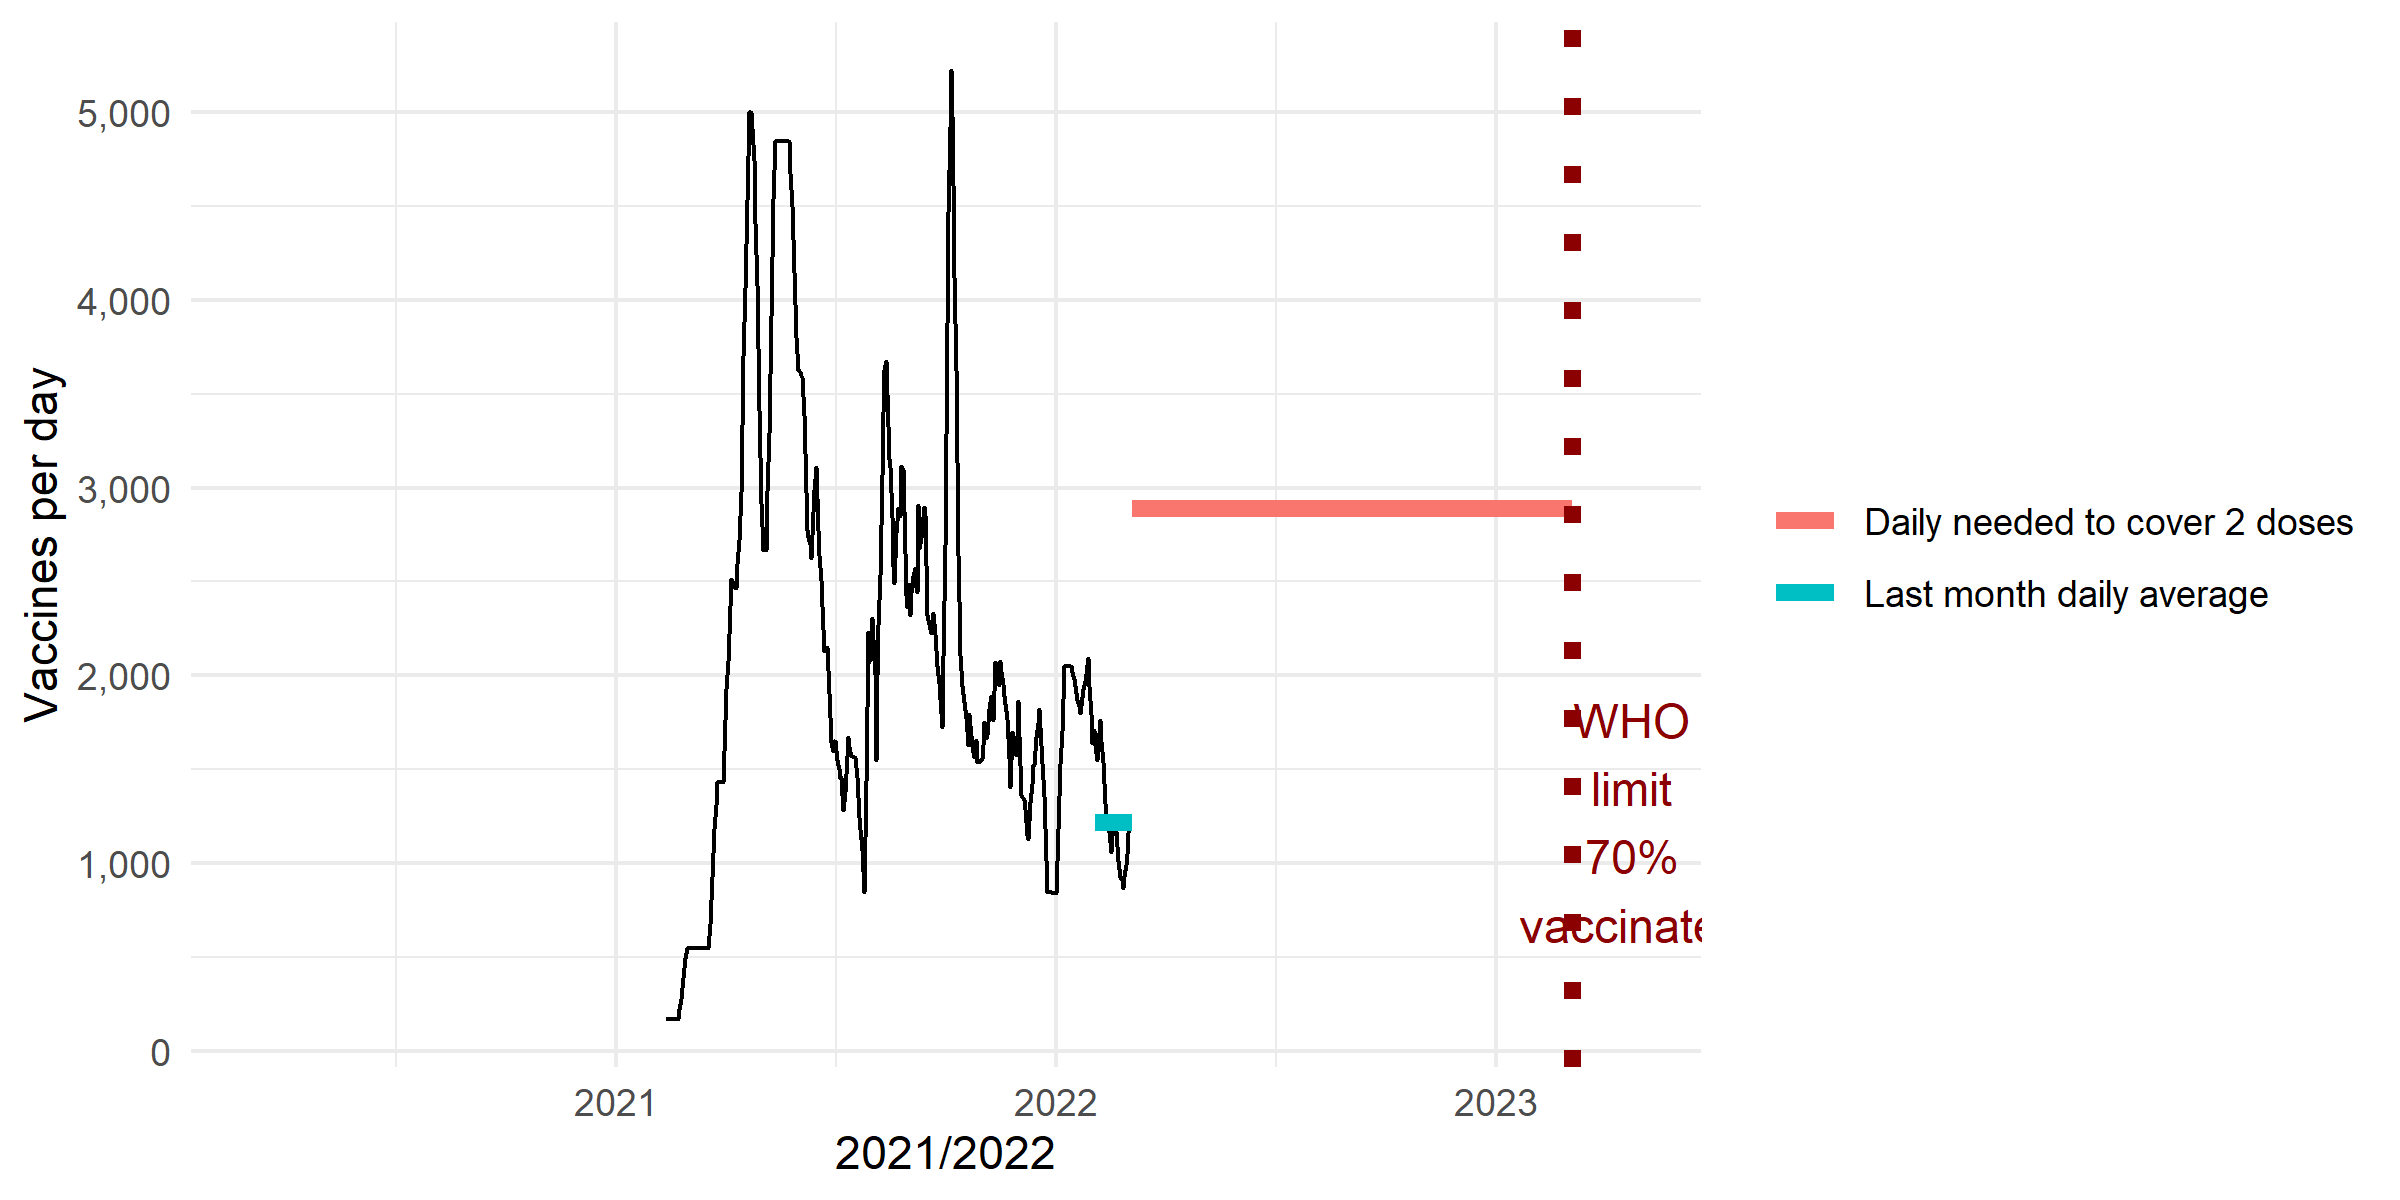 Vaccines per day
5,000
4,000
3,000
2,000
1,000
0
2021
2022
2023
2021/2022
WHO
limit
70%
vaccinate
Daily needed to cover 2 doses
Last month daily average